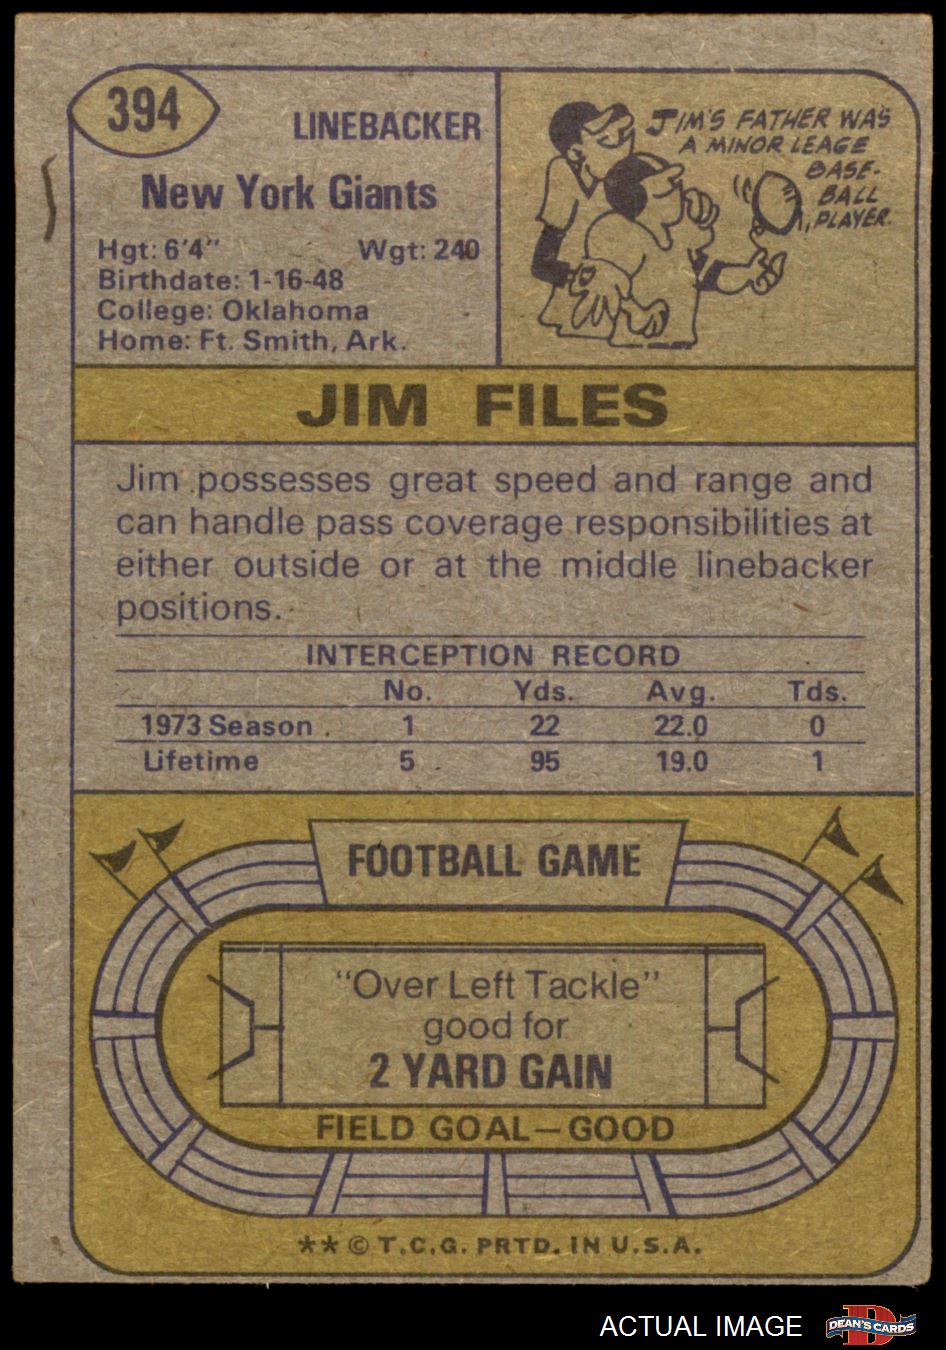 394
LINEBACKER
New York Giants
Hgt: 6'4" Wgt: 240
Birthdate: 1-16-48
College: Oklahoma
Home: Ft. Smith, Ark.
JIM'S FATHER WAS
A MINOR LEAGE
BASE-
BALL
PLAYER.
JIM FILES
Jim possesses great speed and range and
can handle pass coverage responsibilities at
either outside or at the middle linebacker
positions.
INTERCEPTION RECORD
No. Yds. Avg. Tds.
1973 Season 1 22 22.0 0
Lifetime 5 95 19.0 1
FOOTBALL GAME
"Over Left Tackle"
good for
2 YARD GAIN
FIELD GOAL—GOOD
** © T.C.G. PRTD. IN U.S.A.
ACTUAL IMAGE
D
DEAN'S CARDS